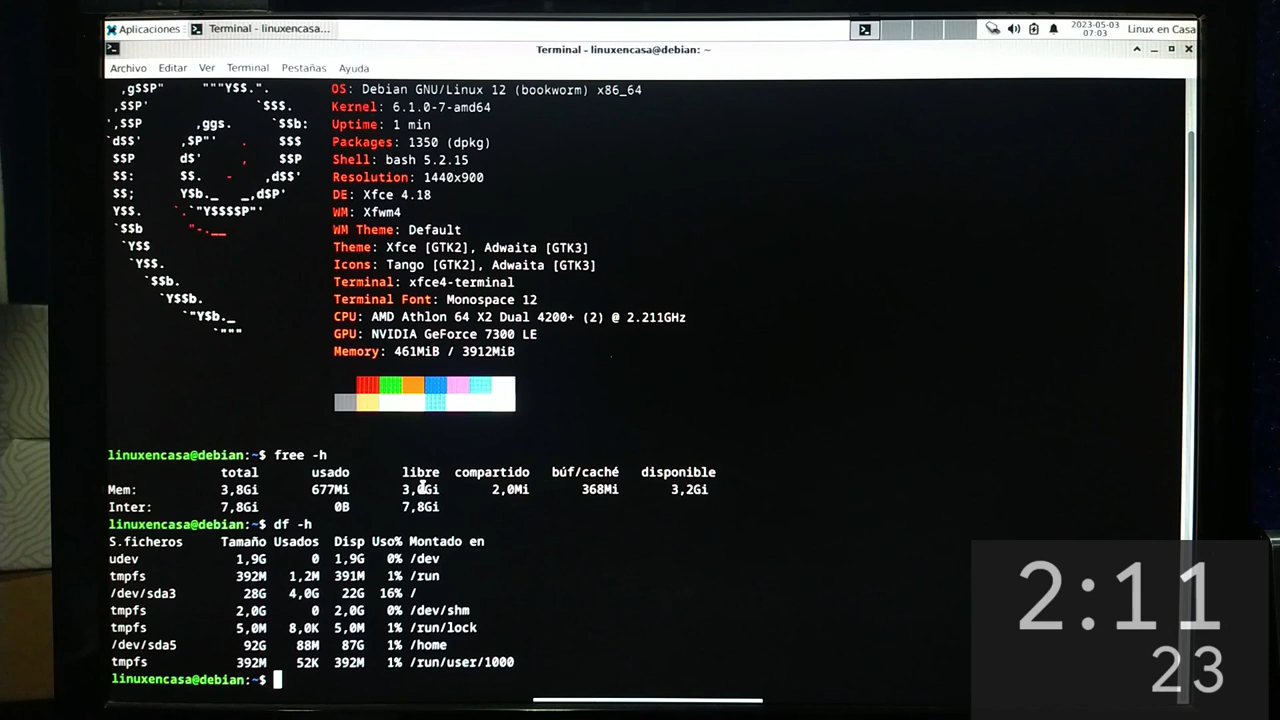 Aplicaciones
Terminal - linuxencasa...
2023-05-03
07:03
Linux en Casa
Terminal - linuxencasa@debian: ~
Archivo Editar Ver Terminal Pestañas Ayuda
OS: Debian GNU/Linux 12 (bookworm) x86_64
Kernel: 6.1.0-7-amd64
Uptime: 1 min
Packages: 1350 (dpkg)
Shell: bash 5.2.15
Resolution: 1440x900
DE: Xfce 4.18
WM: Xfwm4
WM Theme: Default
Theme: Xfce [GTK2], Adwaita [GTK3]
Icons: Tango [GTK2], Adwaita [GTK3]
Terminal: xfce4-terminal
Terminal Font: Monospace 12
CPU: AMD Athlon 64 X2 Dual 4200+ (2) @ 2.211GHz
GPU: NVIDIA GeForce 7300 LE
Memory: 461MiB / 3912MiB
linuxencasa@debian:~$ free -h
total usado libre compartido búf/caché disponible
Mem: 3,8Gi 677Mi 2,0Mi 368Mi 3,2Gi
Inter: 7,8Gi 0B 7,8Gi
linuxencasa@debian:~$ df -h
S.ficheros Tamaño Usados Disp Uso% Montado en
udev 1,9G 0 1,9G 0% /dev
tmpfs 392M 1,2M 391M 1% /run
/dev/sda3 28G 4,0G 22G 16% /
tmpfs 2,0G 0 2,0G 0% /dev/shm
tmpfs 5,0M 8,0K 5,0M 1% /run/lock
/dev/sda5 92G 88M 87G 1% /home
tmpfs 392M 52K 392M 1% /run/user/1000
linuxencasa@debian:~$
2:11
23